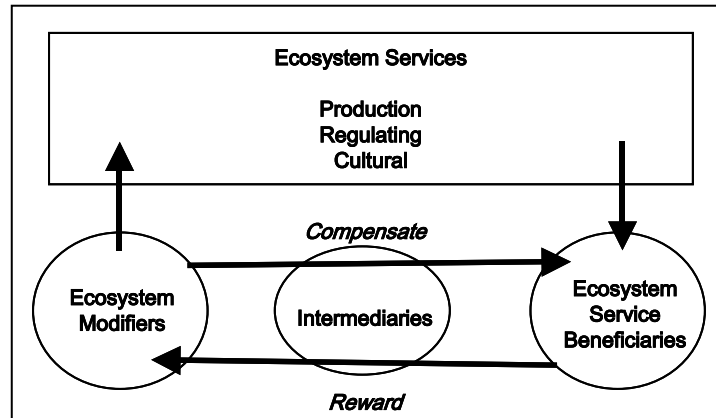 Ecosystem Services
Production
Regulating
Cultural
Compensate
Ecosystem
Modifiers
Intermediaries
Ecosystem
Service
Beneficiaries
Reward